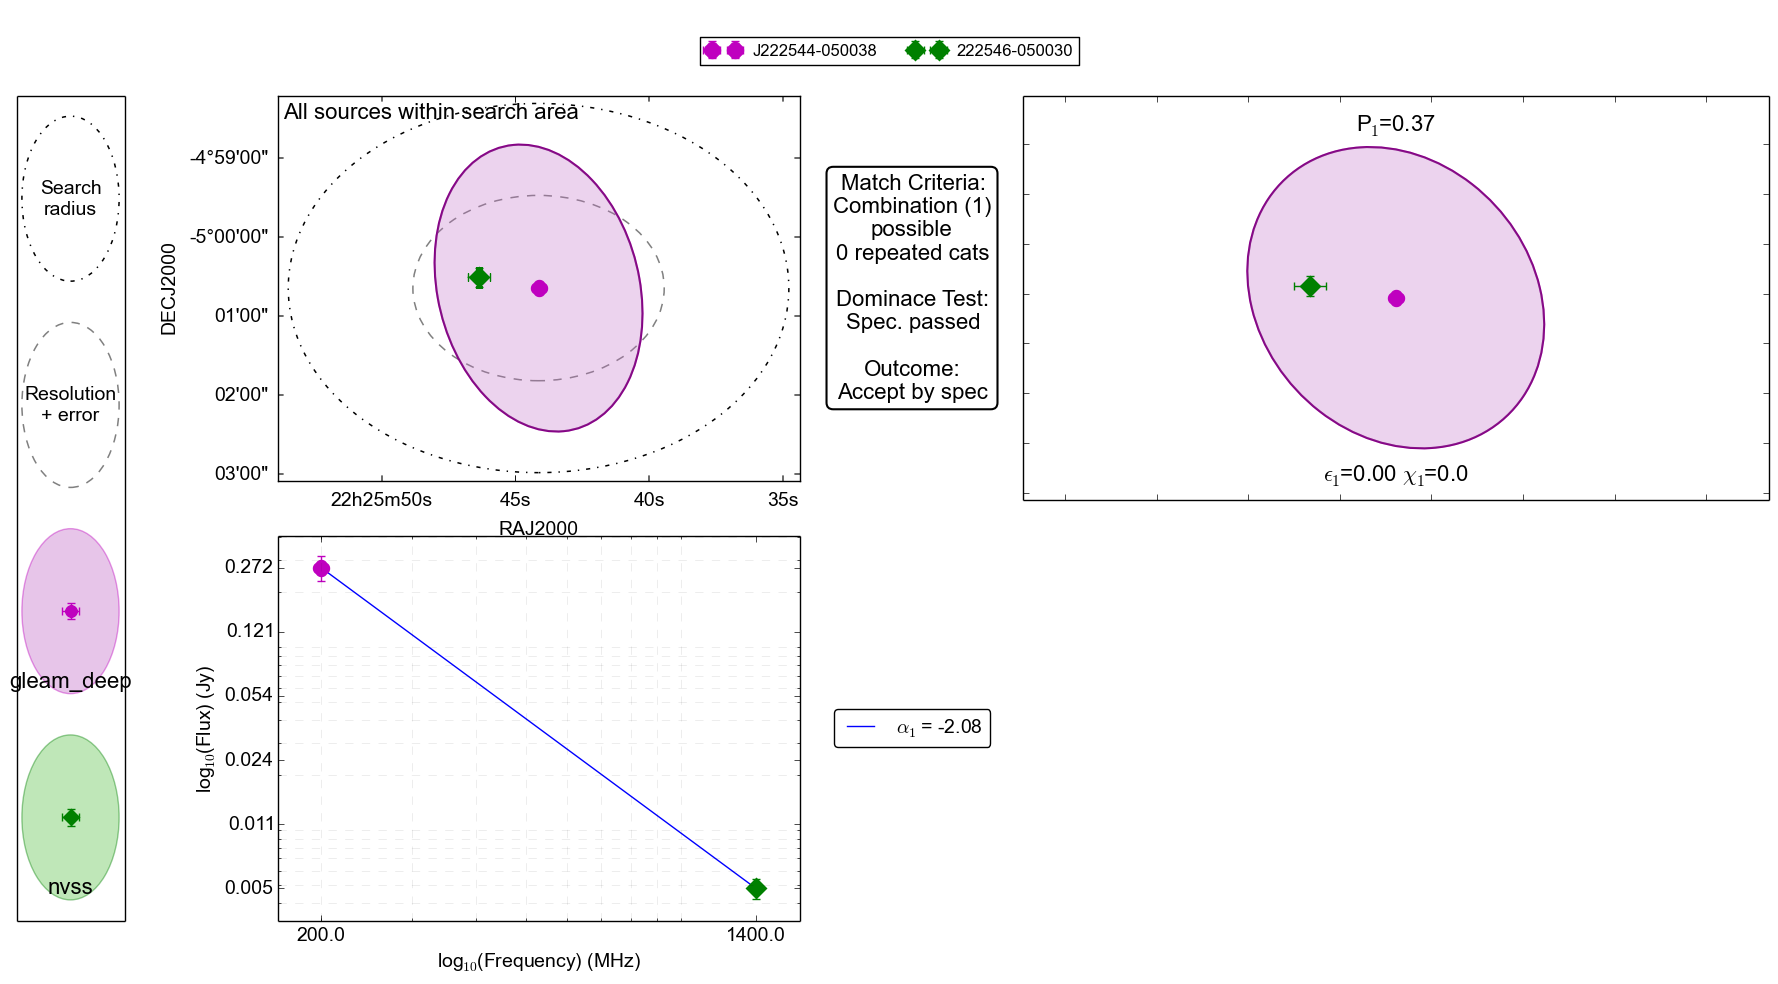 J222544-050038
222546-050030
Search
radius
Resolution
+ error
gleam_deep
nvss
All sources within search area
DECJ2000
-4°59'00"
-5°00'00"
01'00"
02'00"
03'00"
22h25m50s
45s
40s
35s
RAJ2000
Match Criteria:
Combination (1)
possible
0 repeated cats
Dominace Test:
Spec. passed
Outcome:
Accept by spec
P₁=0.37
ϵ₁=0.00 χ₁=0.0
log₁₀(Flux) (Jy)
0.272
0.121
0.054
0.024
0.011
0.005
200.0
1400.0
log₁₀(Frequency) (MHz)
α₁ = -2.08